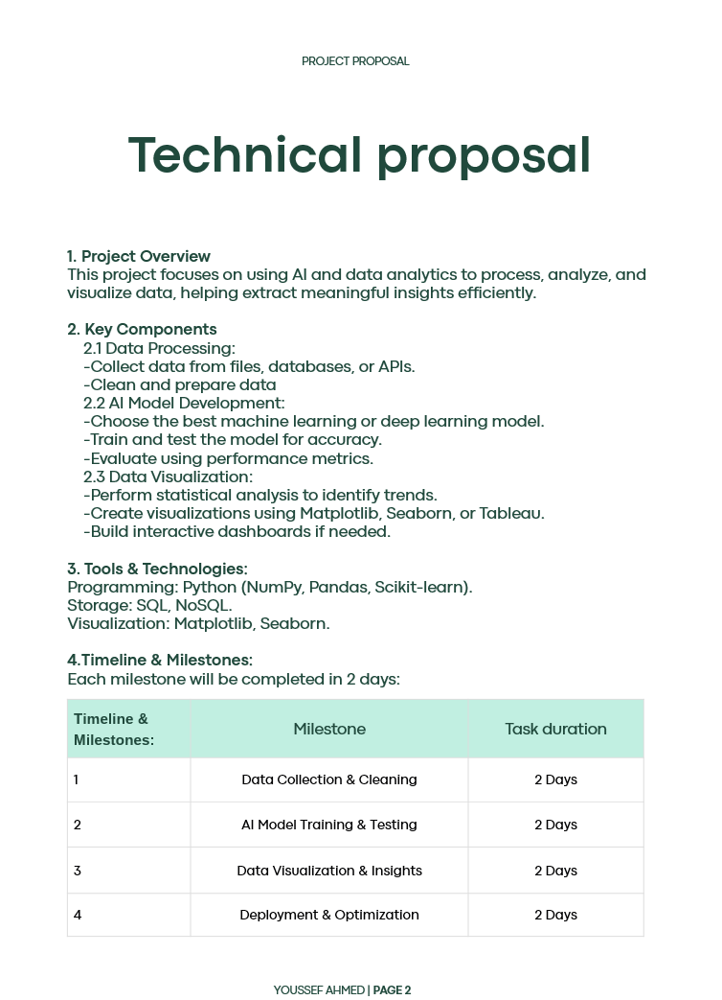 PROJECT PROPOSAL
Technical proposal
1. Project Overview
This project focuses on using AI and data analytics to process, analyze, and
visualize data, helping extract meaningful insights efficiently.
2. Key Components
2.1 Data Processing:
-Collect data from files, databases, or APIs.
-Clean and prepare data
2.2 AI Model Development:
-Choose the best machine learning or deep learning model.
-Train and test the model for accuracy.
-Evaluate using performance metrics.
2.3 Data Visualization:
-Perform statistical analysis to identify trends.
-Create visualizations using Matplotlib, Seaborn, or Tableau.
-Build interactive dashboards if needed.
3. Tools & Technologies:
Programming: Python (NumPy, Pandas, Scikit-learn).
Storage: SQL, NoSQL.
Visualization: Matplotlib, Seaborn.
4.Timeline & Milestones:
Each milestone will be completed in 2 days:
Timeline &
Milestones:
Milestone
Task duration
1 Data Collection & Cleaning 2 Days
2 AI Model Training & Testing 2 Days
3 Data Visualization & Insights 2 Days
4 Deployment & Optimization 2 Days
YOUSSEF AHMED | PAGE 2